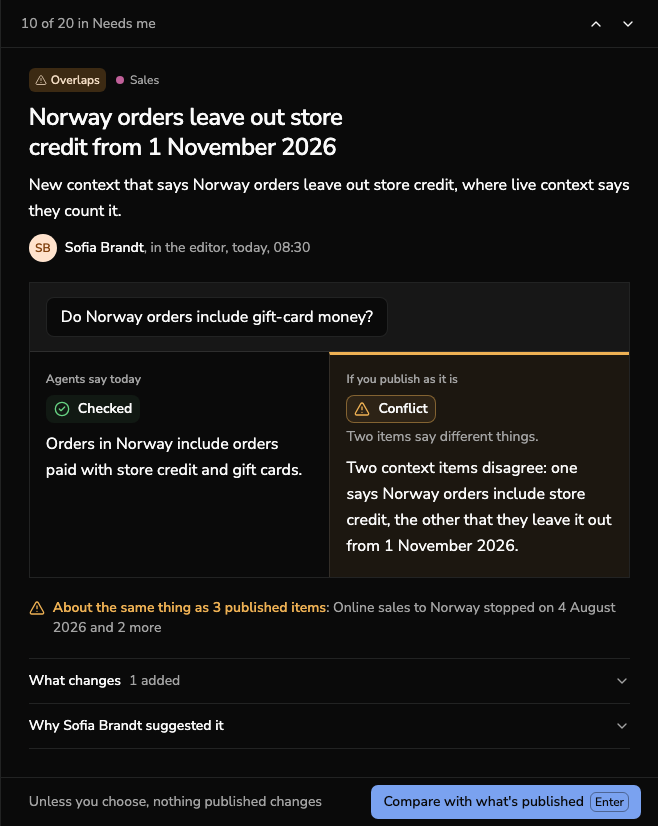 10 of 20 in Needs me
Overlaps
Sales
Norway orders leave out store
credit from 1 November 2026
New context that says Norway orders leave out store credit, where live context says
they count it.
SB
Sofia Brandt, in the editor, today, 08:30
Do Norway orders include gift-card money?
Agents say today
Checked
Orders in Norway include orders
paid with store credit and gift cards.
If you publish as it is
Conflict
Two items say different things.
Two context items disagree: one
says Norway orders include store
credit, the other that they leave it out
from 1 November 2026.
About the same thing as 3 published items: Online sales to Norway stopped on 4 August
2026 and 2 more
What changes 1 added
Why Sofia Brandt suggested it
Unless you choose, nothing published changes
Compare with what's published Enter